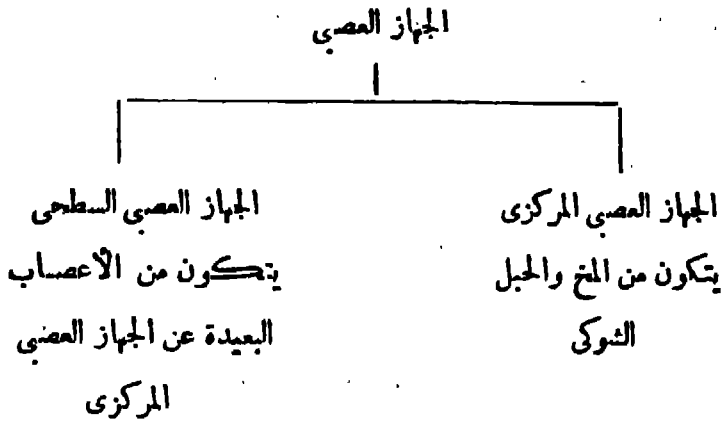 الجهاز العصبى
الجهاز العصبى المركزى
يتكون من المخ والحبل
الشوكى
الجهاز العصبى السطحى
يتكون من الأعصاب
البعيدة عن الجهاز العصبى
المركزى